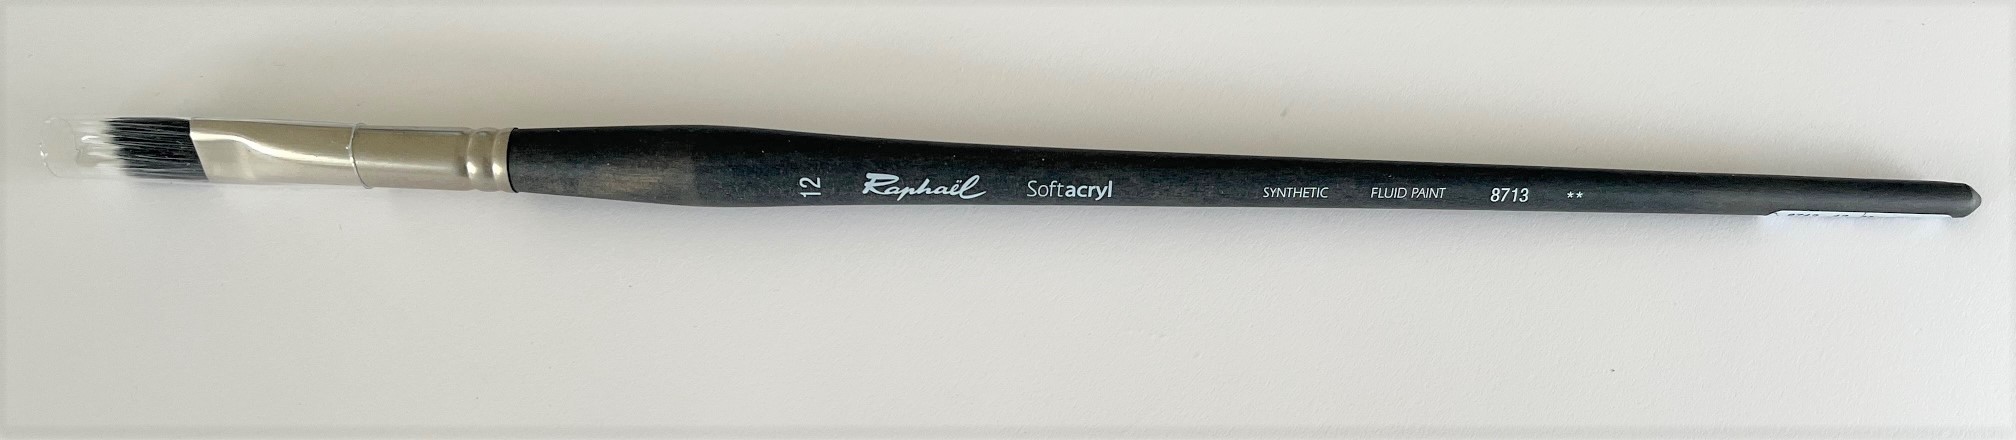 12 Raphaël Softacryl SYNTHETIC FLUID PAINT 8713 **